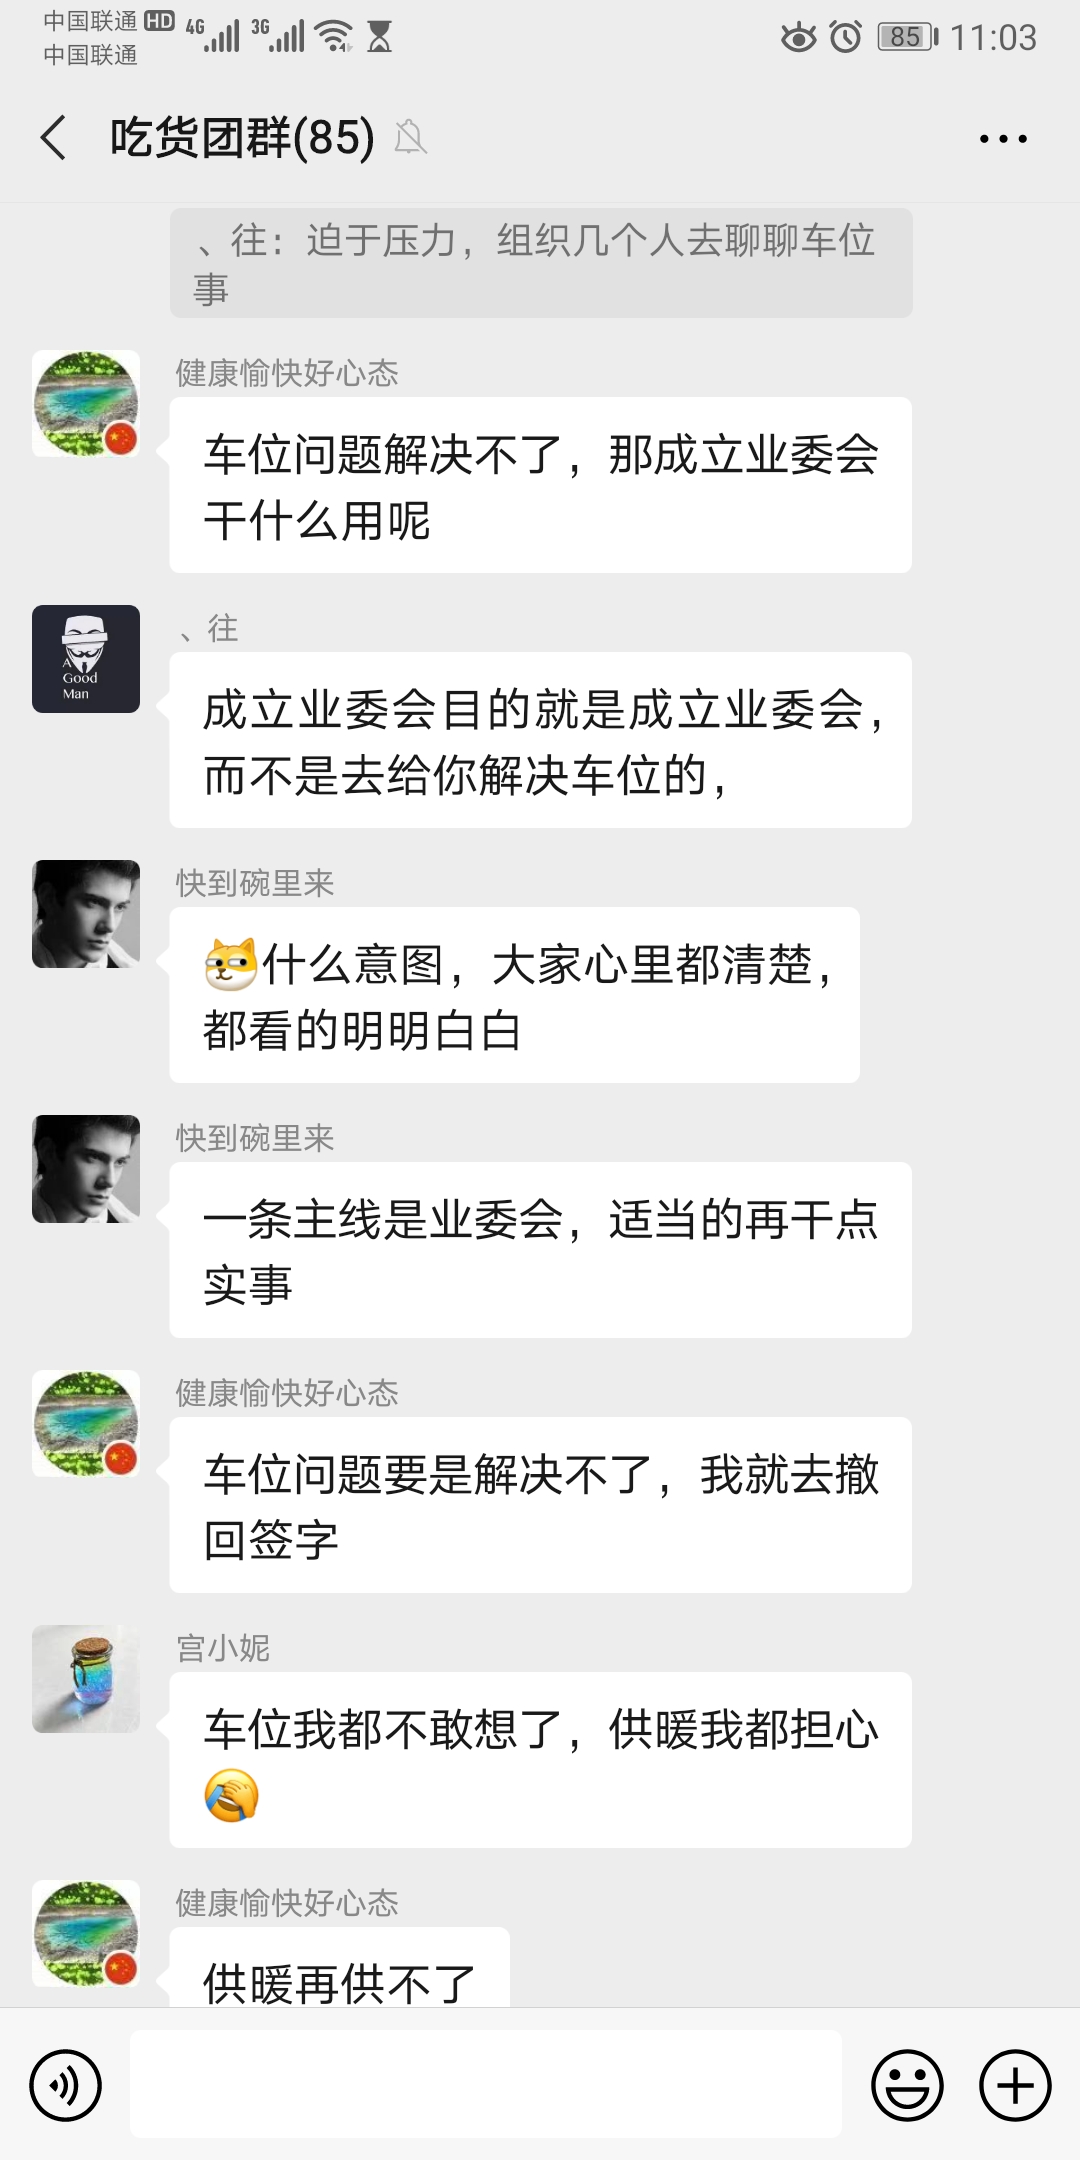 中国联通 HD 4G 3G 85 11:03
中国联通
吃货团群(85)
、往：迫于压力，组织几个人去聊聊车位
事
健康愉快好心态
车位问题解决不了，那成立业委会
干什么用呢
A
Good
Man
、往
成立业委会目的就是成立业委会，
而不是去给你解决车位的，
快到碗里来
什么意图，大家心里都清楚，
都看的明明白白
快到碗里来
一条主线是业委会，适当的再干点
实事
健康愉快好心态
车位问题要是解决不了，我就去撤
回签字
宫小妮
车位我都不敢想了，供暖我都担心
健康愉快好心态
供暖再供不了